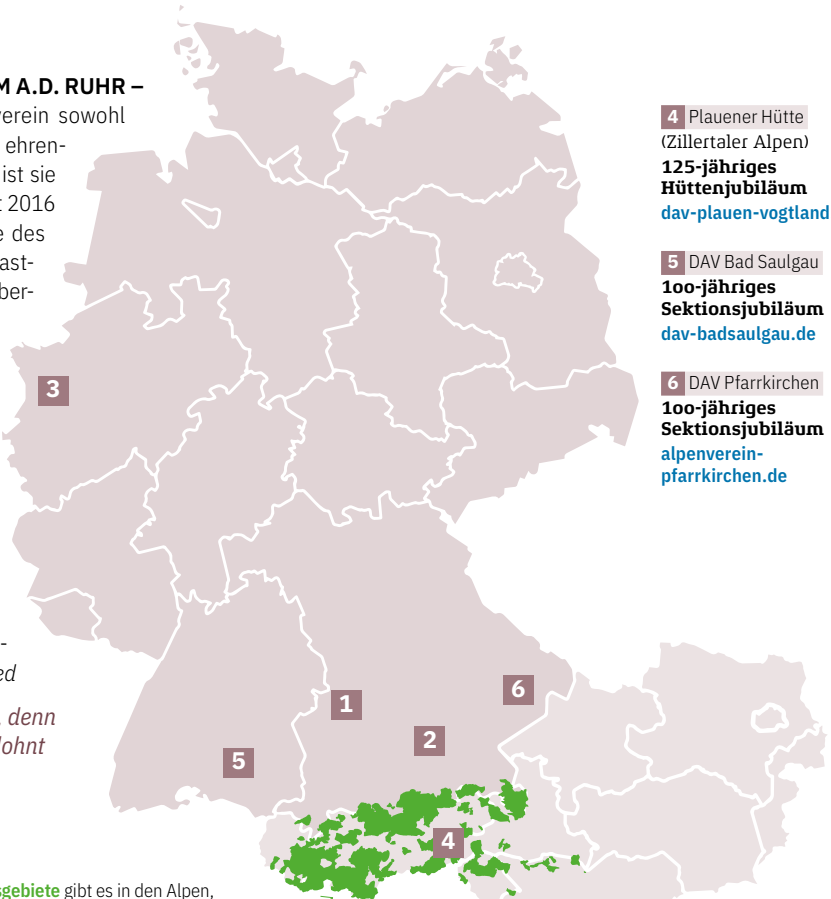 M A.D. RUHR –
erein sowohl
ehren-
ist sie
t 2016
e des
ast-
ber-
-
ed
, denn
lohnt
sgebiete gibt es in den Alpen,
3
1
2
6
5
4
4 Plauener Hütte
(Zillertaler Alpen)
125-jähriges
Hüttenjubiläum
dav-plauen-vogtland
5 DAV Bad Saulgau
100-jähriges
Sektionsjubiläum
dav-badsaulgau.de
6 DAV Pfarrkirchen
100-jähriges
Sektionsjubiläum
alpenverein-
pfarrkirchen.de